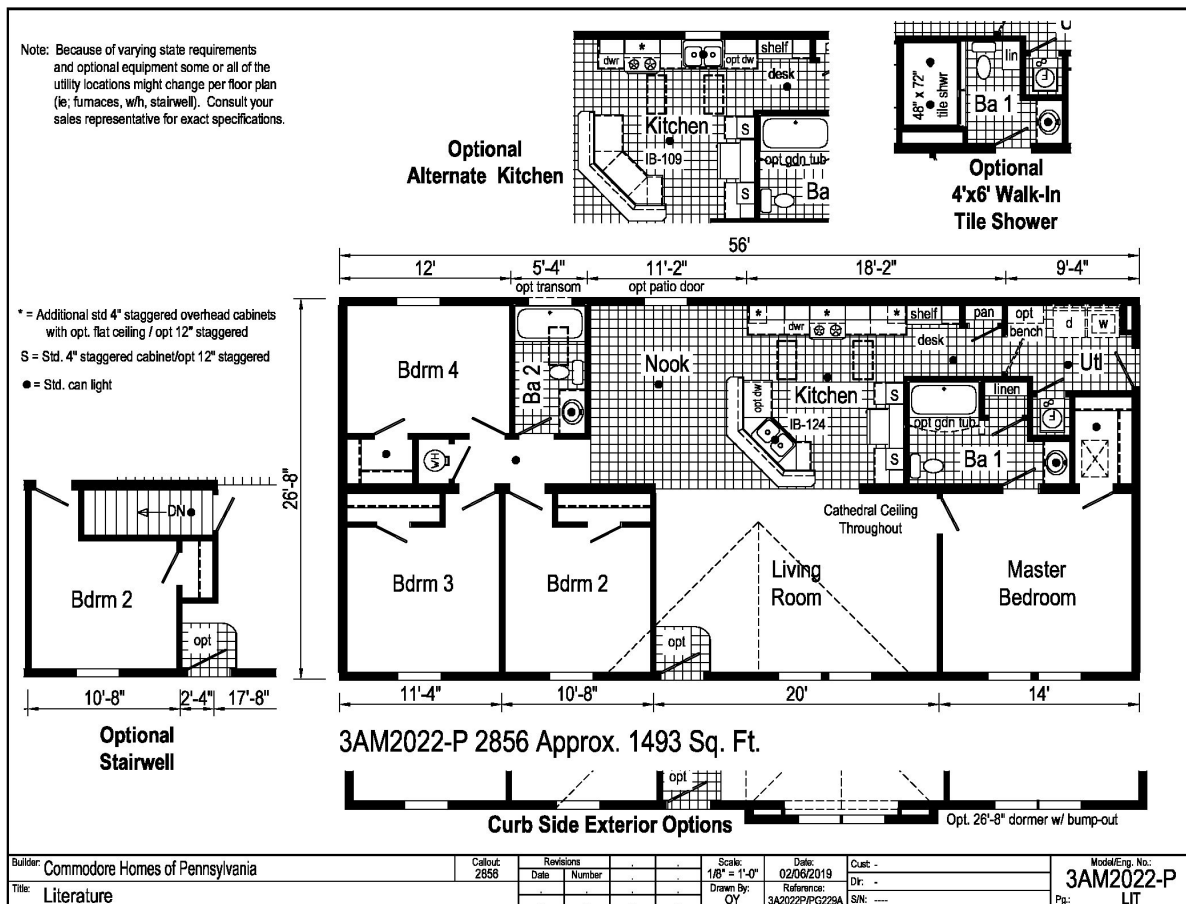 Note: Because of varying state requirements
and optional equipment some or all of the
utility locations might change per floor plan
(ie; furnaces, w/h, stairwell). Consult your
sales representative for exact specifications.
Optional
Alternate Kitchen
dwr
*
opt dw
shelf
desk
Kitchen
IB-109
S
S
opt gdn tub
Ba
48" x 72"
tile shwr
lin
Ba 1
F
Optional
4'x6' Walk-In
Tile Shower
56'
12'
5'-4"
11'-2"
18'-2"
9'-4"
opt transom
opt patio door
* = Additional std 4" staggered overhead cabinets
with opt. flat ceiling / opt 12" staggered
S = Std. 4" staggered cabinet/opt 12" staggered
● = Std. can light
26'-8"
Bdrm 4
Ba 2
Nook
*
dwr
*
*
shelf
pan
opt
bench
d
w
desk
Utl
Kitchen
opt dw
IB-124
S
S
linen
opt gdn tub
F
Ba 1
X
WH
Cathedral Ceiling
Throughout
Bdrm 3
Bdrm 2
Living
Room
Master
Bedroom
opt
DN
Bdrm 2
opt
10'-8"
2'-4"
17'-8"
Optional
Stairwell
11'-4"
10'-8"
20'
14'
3AM2022-P 2856 Approx. 1493 Sq. Ft.
opt
Curb Side Exterior Options
Opt. 26'-8" dormer w/ bump-out
Builder: Commodore Homes of Pennsylvania
Title: Literature
Callout:
2856
Revisions
Date Number
Scale:
1/8" = 1'-0"
Drawn By:
OY
Date:
02/06/2019
Reference:
3A2022P/PG229A
Cust: -
Dir: -
S/N: ----
Model/Eng. No.:
3AM2022-P
Pg.: LIT